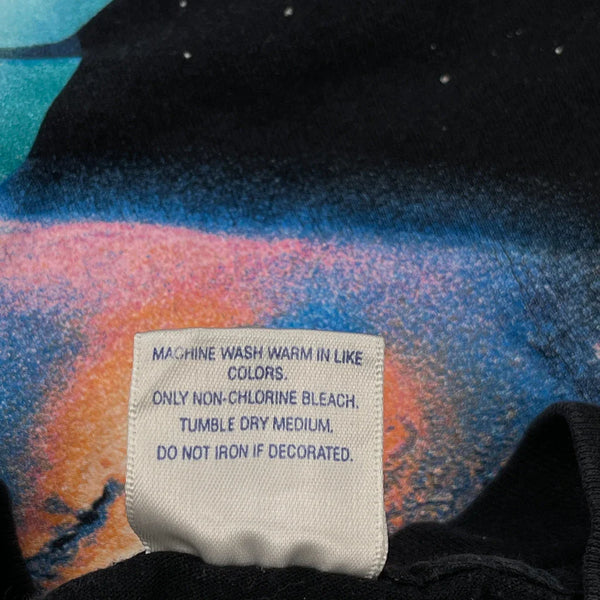 MACHINE WASH WARM IN LIKE
COLORS.
ONLY NON-CHLORINE BLEACH.
TUMBLE DRY MEDIUM.
DO NOT IRON IF DECORATED.